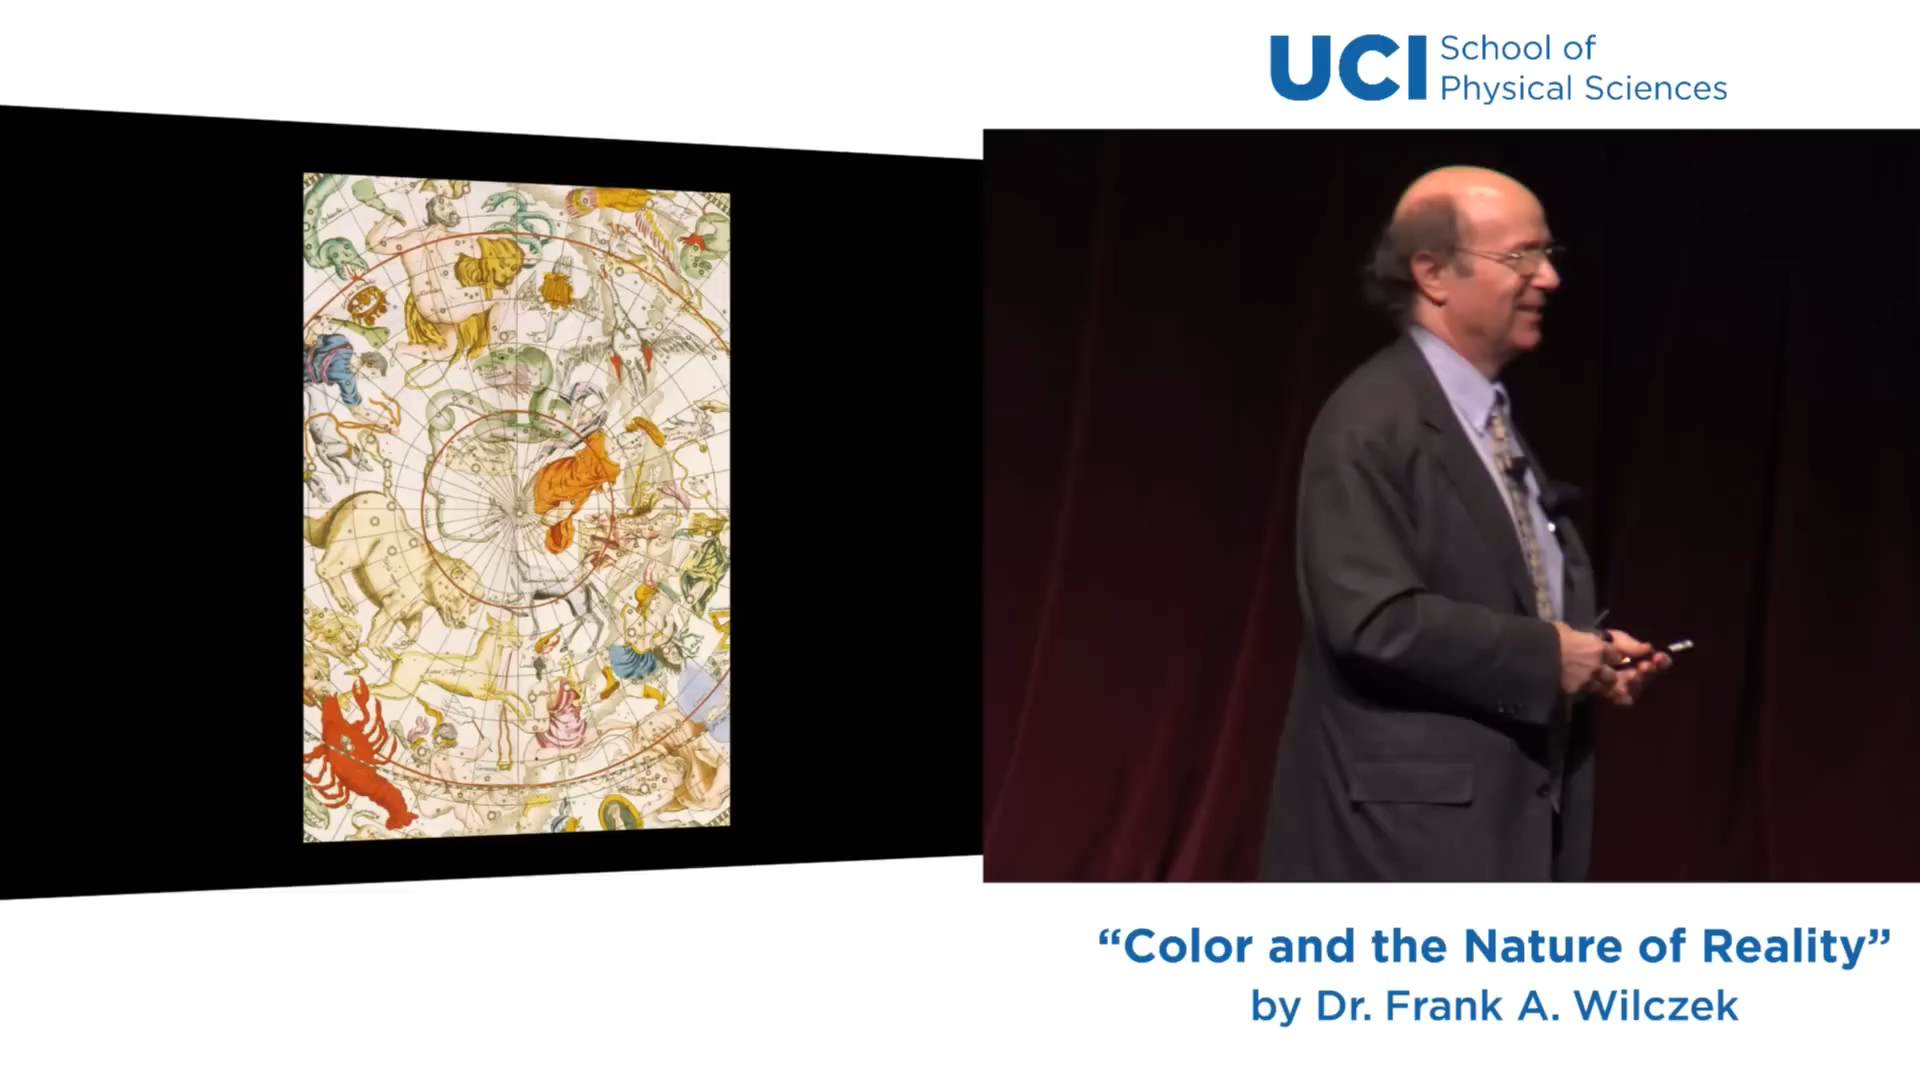 UCI School of
Physical Sciences
“Color and the Nature of Reality”
by Dr. Frank A. Wilczek